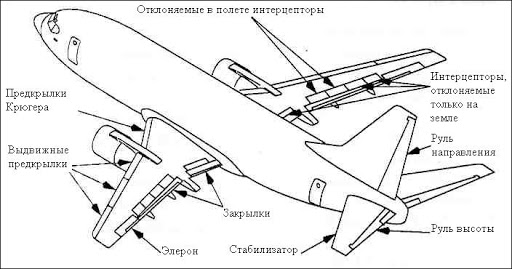 Отклоняемые в полете интерцепторы
Предкрылки
Крюгера
Интерцепторы,
отклоняемые
только на
земле
Выдвижные
предкрылки
Руль
направления
Закрылки
Элерон
Стабилизатор
Руль высоты